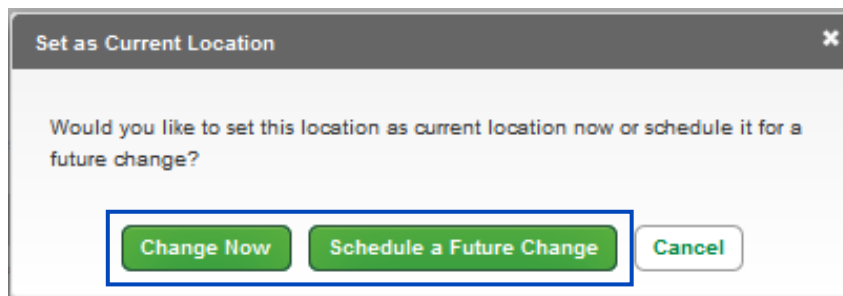 Set as Current Location
Would you like to set this location as current location now or schedule it for a
future change?
Change Now Schedule a Future Change Cancel